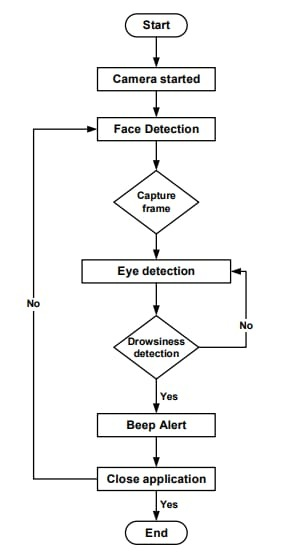 Start
Camera started
Face Detection
Capture
frame
Eye detection
No
No
Drowsiness
detection
Yes
Beep Alert
Close application
Yes
End